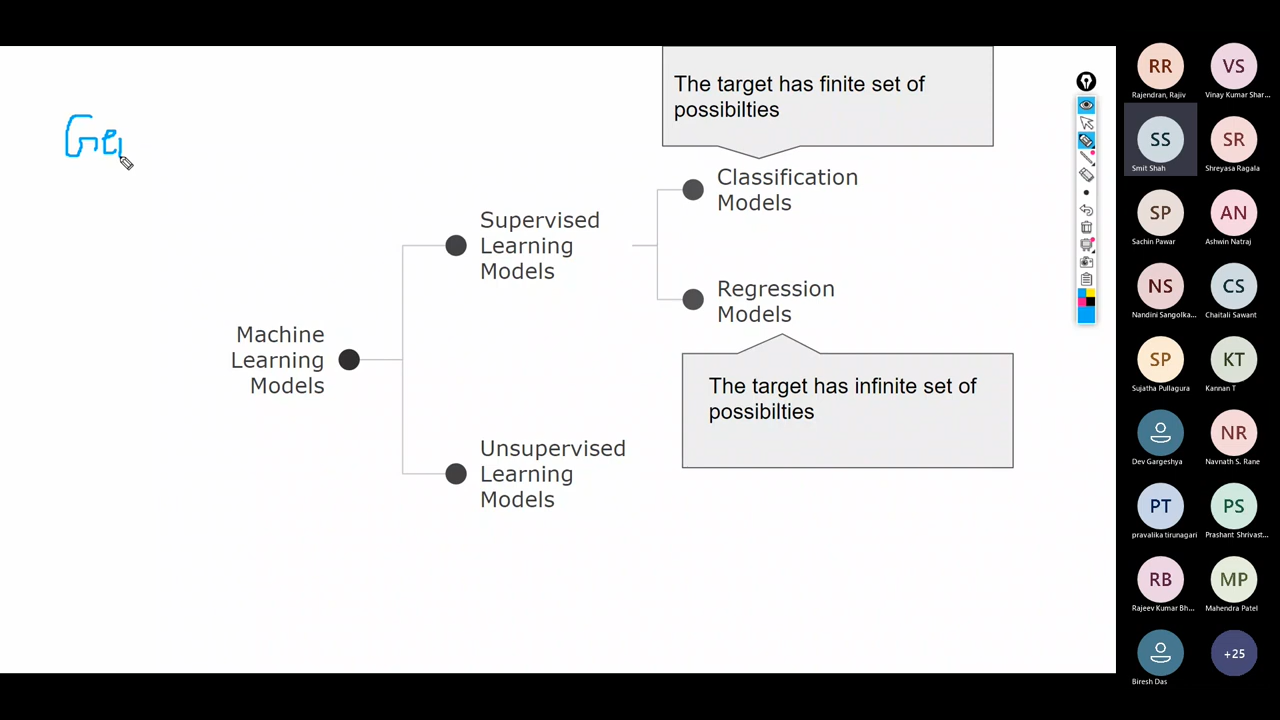 Ge
The target has finite set of
possibilties
Classification
Models
Supervised
Learning
Models
Regression
Models
Machine
Learning
Models
The target has infinite set of
possibilties
Unsupervised
Learning
Models
RR
Rajendran, Rajiv
VS
Vinay Kumar Shar...
SS
Smit Shah
SR
Shreyasa Ragala
SP
Sachin Pawar
AN
Ashwin Natraj
NS
Nandini Sangolka...
CS
Chaitali Sawant
SP
Sujatha Pullagura
KT
Kannan T
Dev Gargeshya
NR
Navnath S. Rane
PT
pravalika tirunagari
PS
Prashant Shrivast...
RB
Rajeev Kumar Bh...
MP
Mahendra Patel
Biresh Das
+25